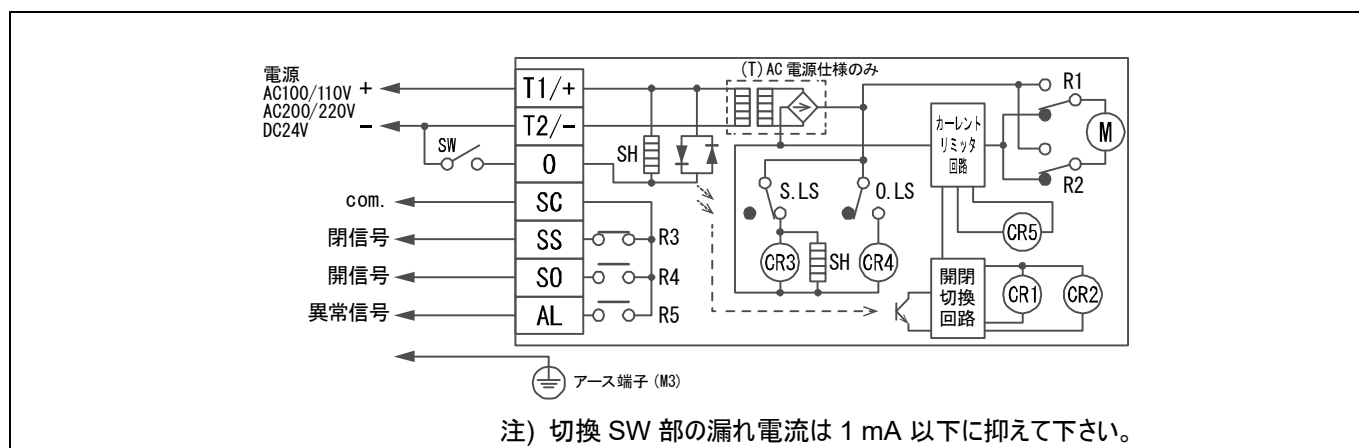 (T) AC 電源仕様のみ
電源
AC100/110V
AC200/220V
DC24V
+
−
SW
T1/+
T2/-
O
SC
SS
SO
AL
com.
閉信号
開信号
異常信号
R3
R4
R5
SH
S.LS
O.LS
CR3
SH
CR4
カーレント
リミッタ
回路
R1
M
R2
CR5
開閉
切換
回路
CR1
CR2
アース端子 (M3)
注) 切換 SW 部の漏れ電流は 1 mA 以下に抑えて下さい。